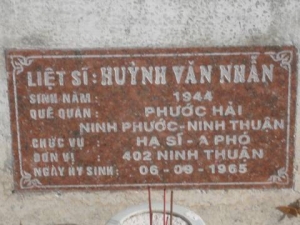 LIỆT SĨ: HUỲNH VĂN NHẪN
SINH NĂM: 1944
QUÊ QUÁN: PHƯỚC HẢI
NINH PHƯỚC-NINH THUẬN
CHỨC VỤ: HẠ SĨ - A PHÓ
ĐƠN VỊ: 402 NINH THUẬN
NGÀY HY SINH: 06-09-1965